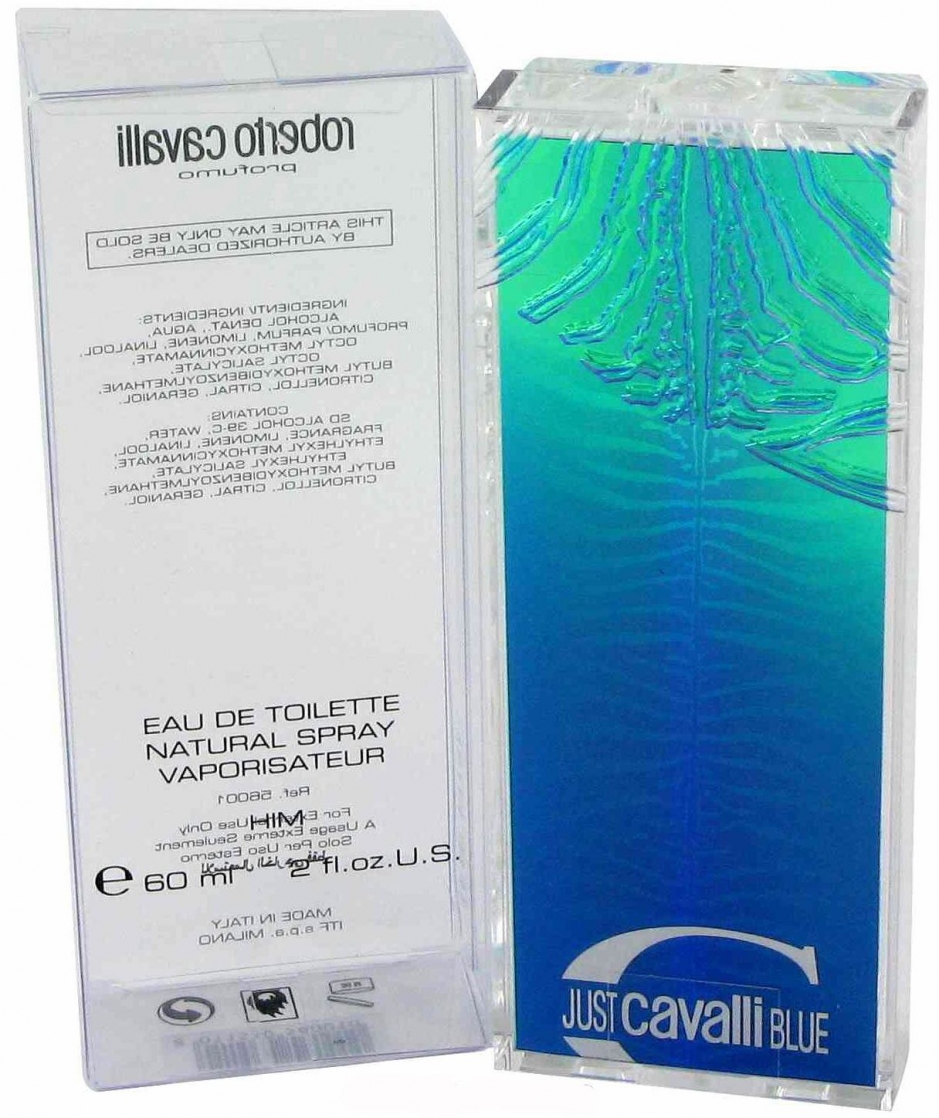 roberto cavalli
profumo
THIS ARTICLE MAY ONLY BE SOLD
BY AUTHORIZED DEALERS.
INGREDIENTI/ INGREDIENTS:
ALCOHOL DENAT., AQUA,
PROFUMO/ PARFUM, LIMONENE, LINALOOL,
OCTYL METHOXYCINNAMATE,
OCTYL SALICYLATE,
BUTYL METHOXYDIBENZOYLMETHANE,
CITRONELLOL, CITRAL, GERANIOL.
CONTAINS:
SD ALCOHOL 39-C, WATER,
FRAGRANCE, LIMONENE, LINALOOL,
ETHYLHEXYL METHOXYCINNAMATE,
ETHYLHEXYL SALICYLATE,
BUTYL METHOXYDIBENZOYLMETHANE,
CITRONELLOL, CITRAL, GERANIOL.
EAU DE TOILETTE
NATURAL SPRAY
VAPORISATEUR
Ref. 56001
HIM
For External Use Only
A Usage Externe Seulement
Solo Per Uso Esterno
e 60 ml 2 fl.oz.U.S.
MADE IN ITALY
ITF s.p.a. MILANO
JUST cavalli BLUE